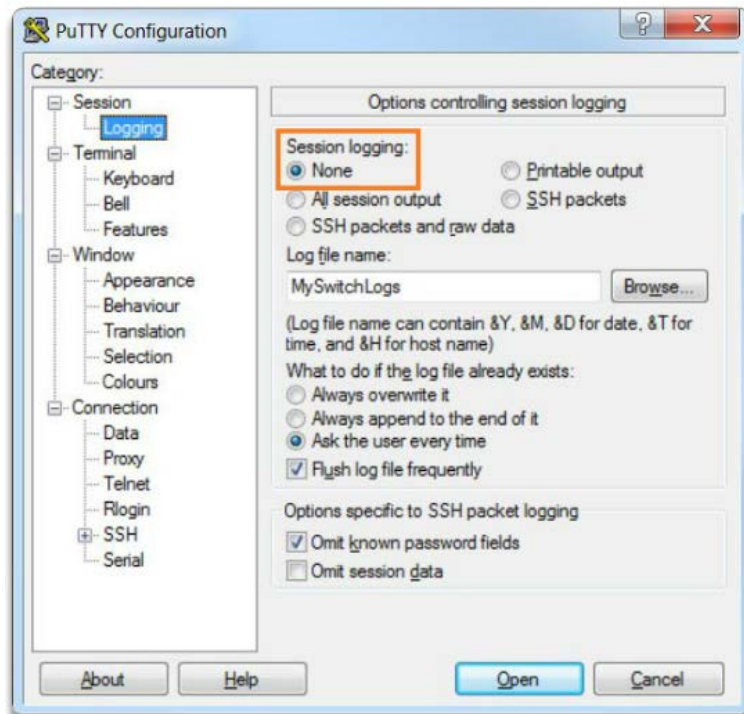 PuTTY Configuration
Category:
Session
Logging
Terminal
Keyboard
Bell
Features
Window
Appearance
Behaviour
Translation
Selection
Colours
Connection
Data
Proxy
Telnet
Rlogin
SSH
Serial
Options controlling session logging
Session logging:
None
Printable output
All session output
SSH packets
SSH packets and raw data
Log file name:
MySwitchLogs
Browse...
(Log file name can contain &Y, &M, &D for date, &T for
time, and &H for host name)
What to do if the log file already exists:
Always overwrite it
Always append to the end of it
Ask the user every time
Flush log file frequently
Options specific to SSH packet logging
Omit known password fields
Omit session data
About
Help
Open
Cancel